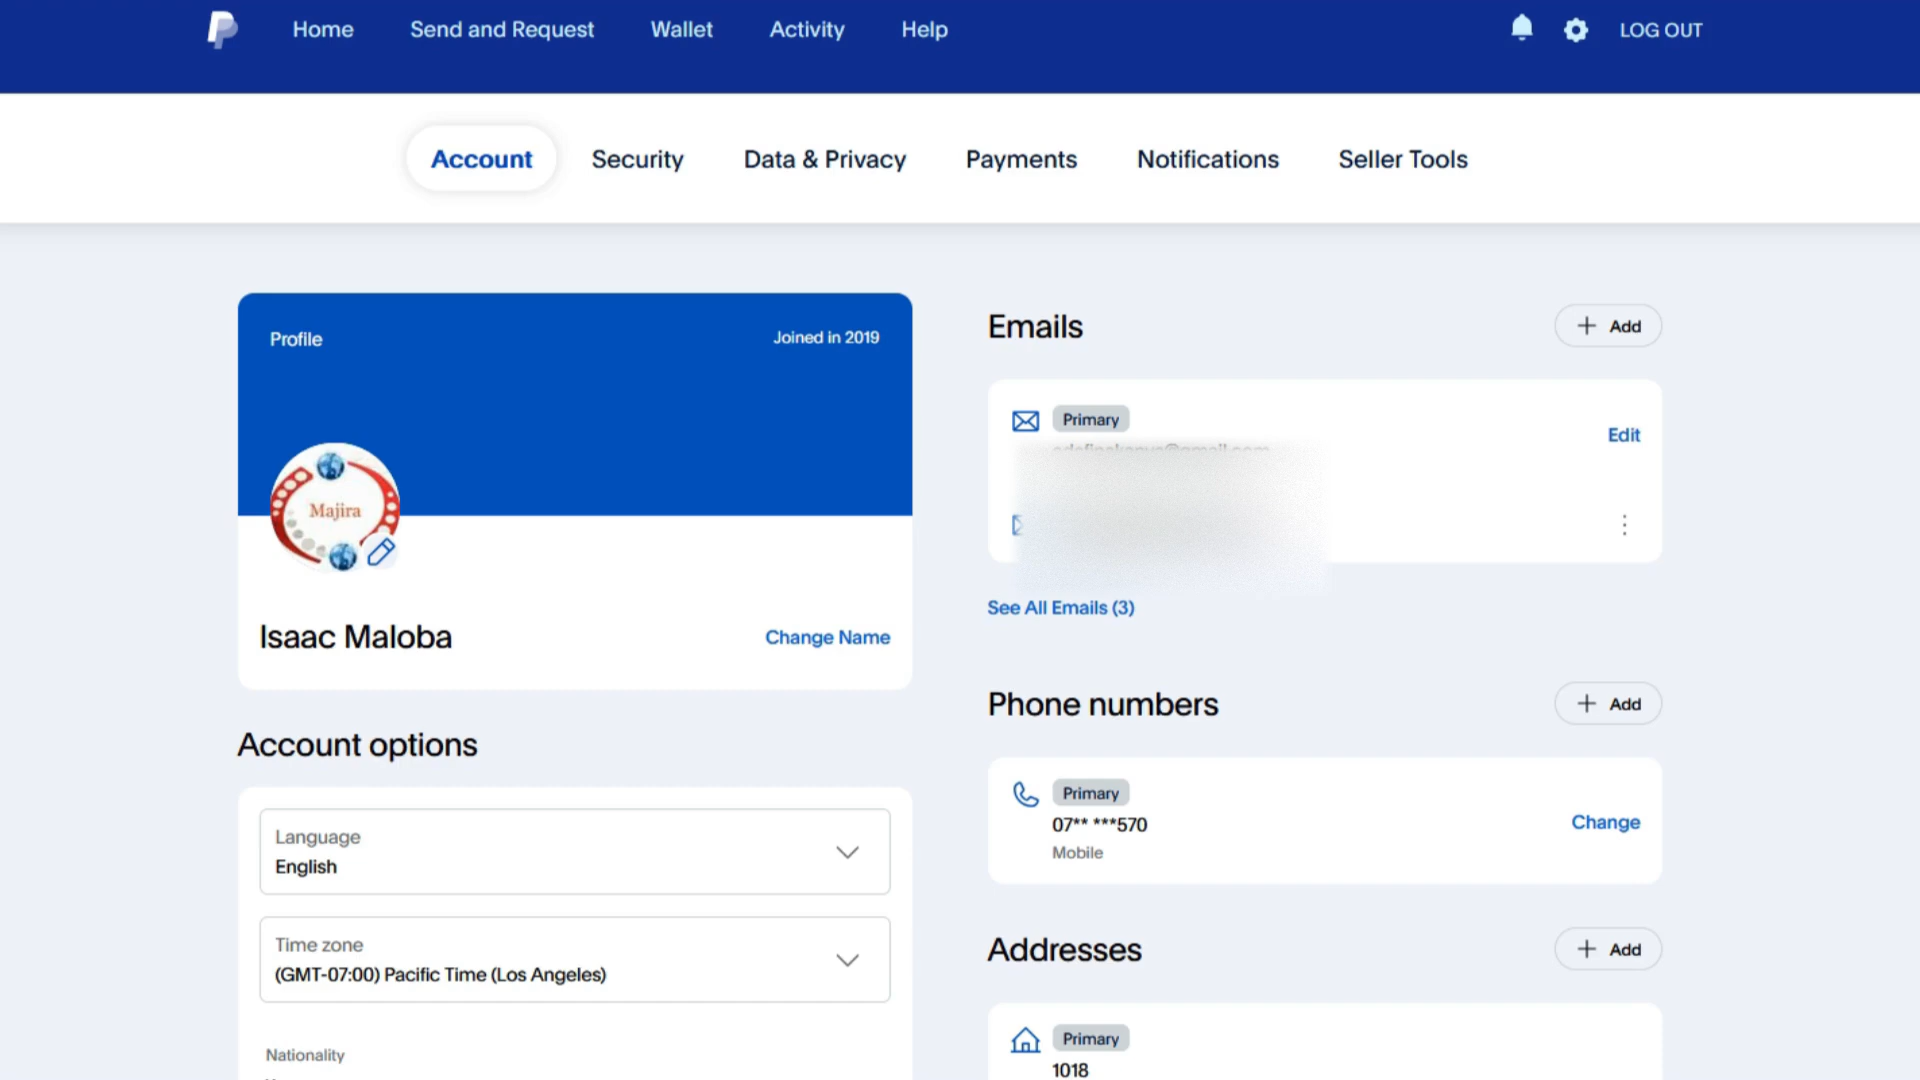 Home
Send and Request
Wallet
Activity
Help
LOG OUT
Account
Security
Data & Privacy
Payments
Notifications
Seller Tools
Profile
Joined in 2019
Majira
Isaac Maloba
Change Name
Account options
Language
English
Time zone
(GMT-07:00) Pacific Time (Los Angeles)
Nationality
Emails
Add
Primary
Edit
See All Emails (3)
Phone numbers
Add
Primary
07** ***570
Mobile
Change
Addresses
Add
Primary
1018